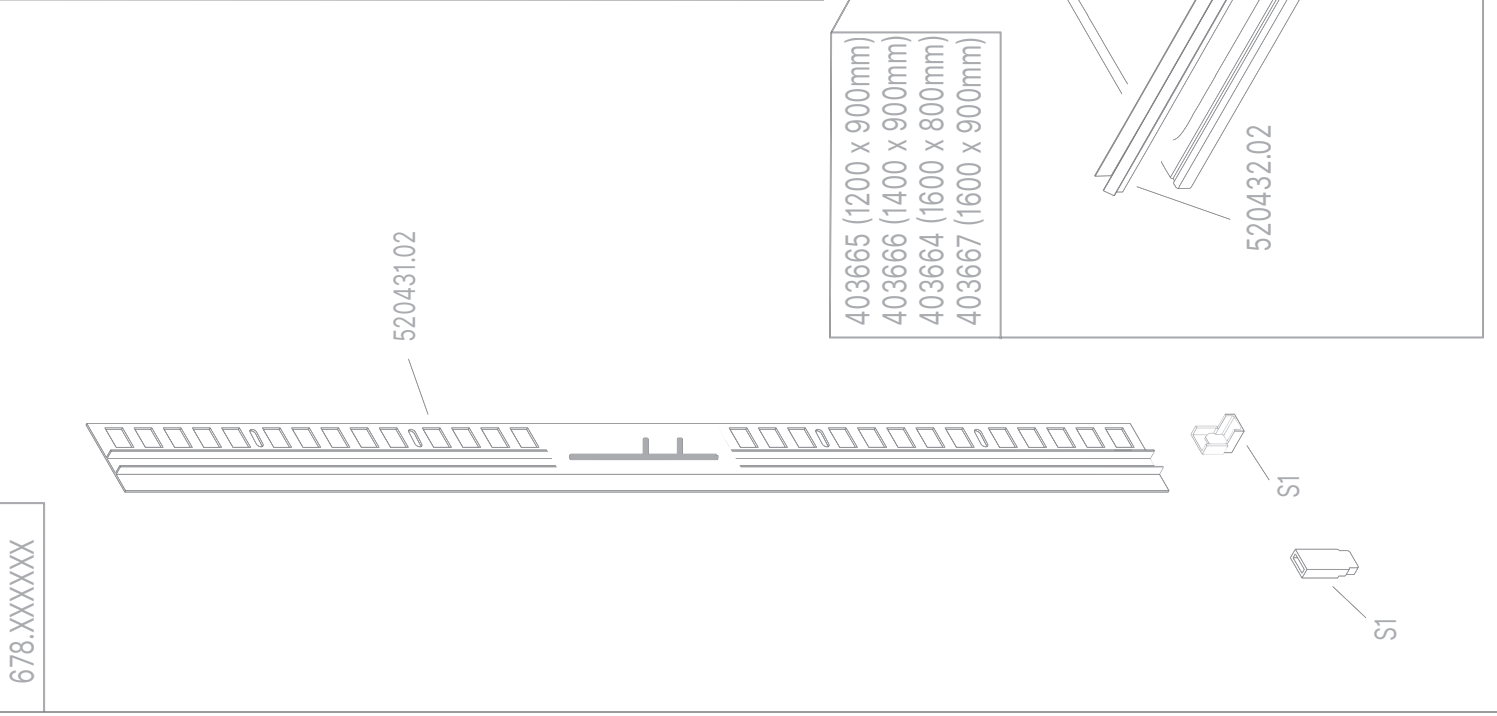 678.XXXXXX
520431.02
403665 (1200 x 900mm)
403666 (1400 x 900mm)
403664 (1600 x 800mm)
403667 (1600 x 900mm)
520432.02
S1
S1